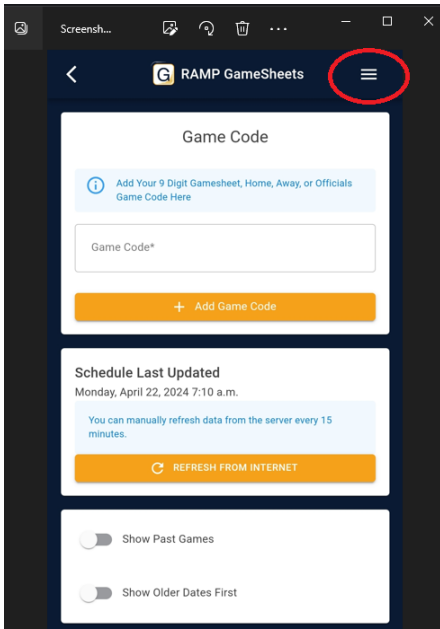 Screensh...
RAMP GameSheets
Game Code
Add Your 9 Digit Gamesheet, Home, Away, or Officials
Game Code Here
Game Code*
+ Add Game Code
Schedule Last Updated
Monday, April 22, 2024 7:10 a.m.
You can manually refresh data from the server every 15
minutes.
REFRESH FROM INTERNET
Show Past Games
Show Older Dates First